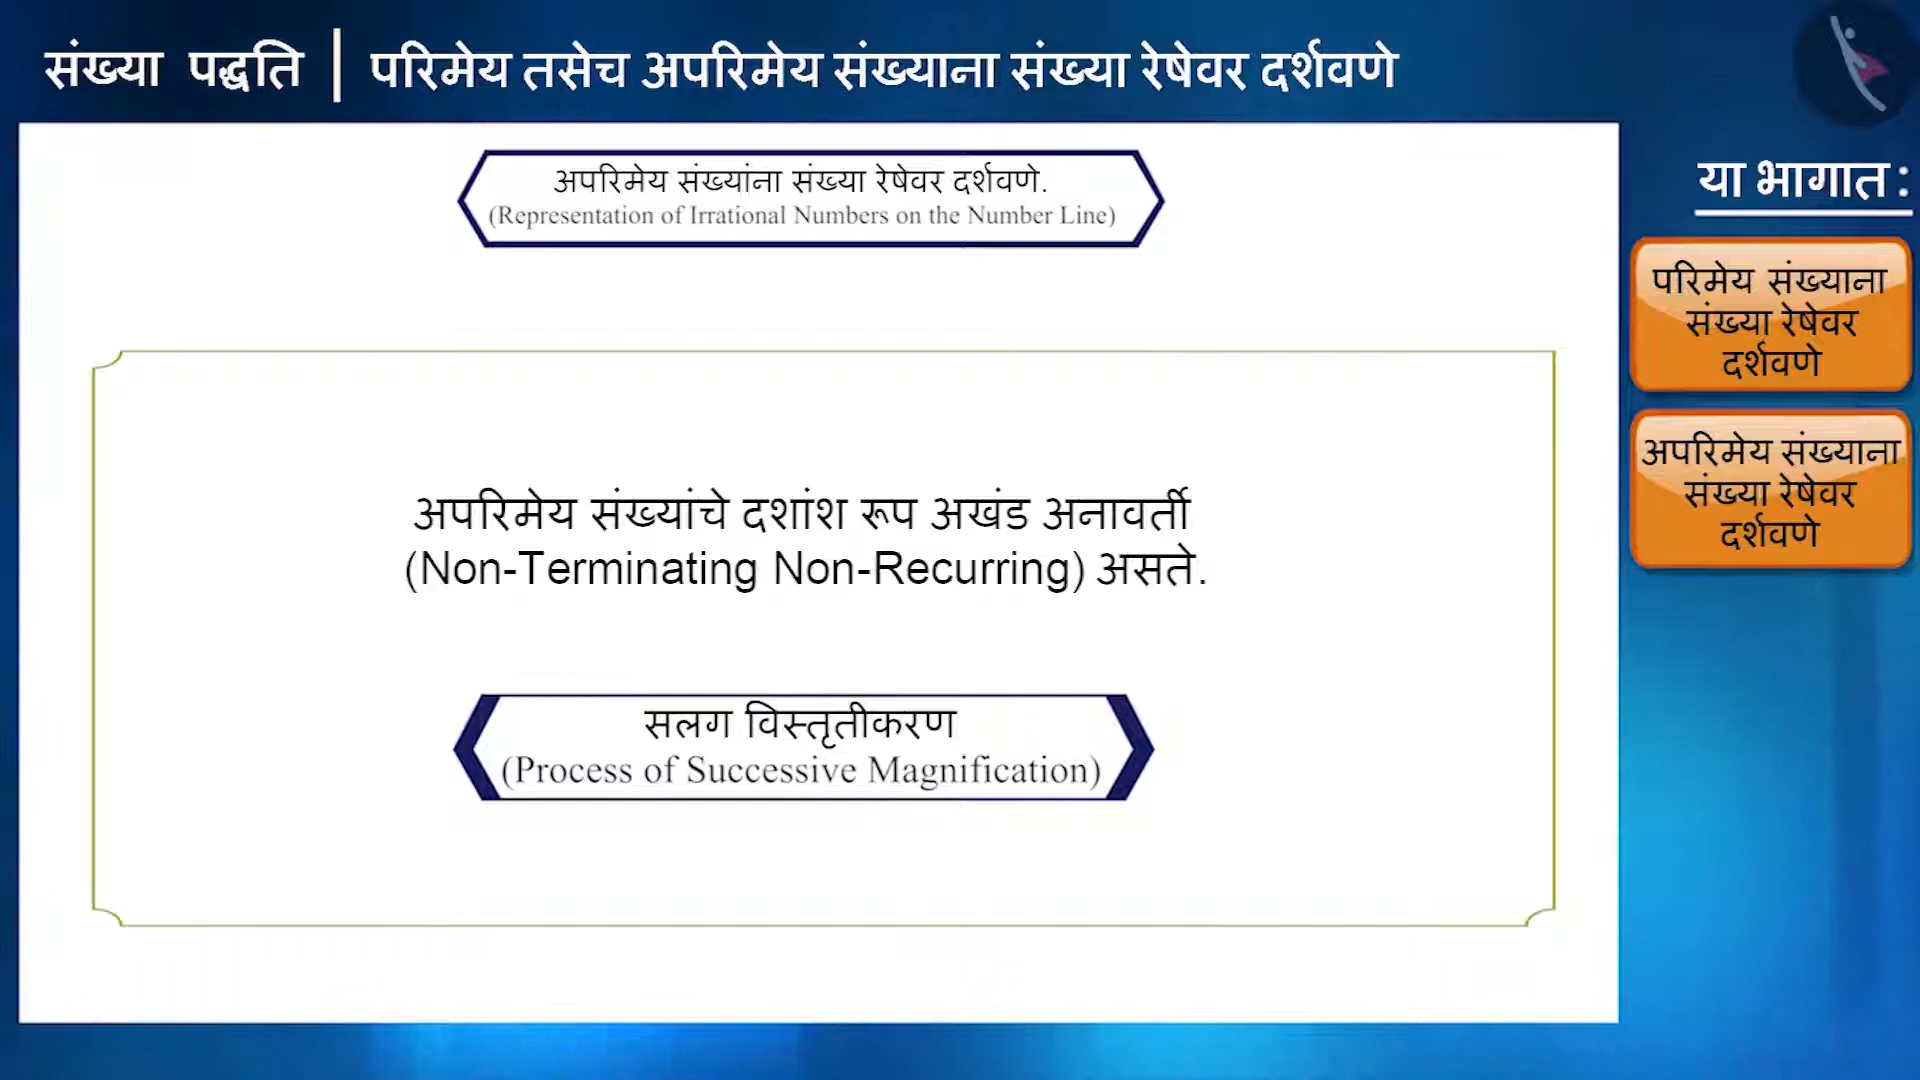 संख्या पद्धति | परिमेय तसेच अपरिमेय संख्याना संख्या रेषेवर दर्शवणे
अपरिमेय संख्यांना संख्या रेषेवर दर्शवणे.
(Representation of Irrational Numbers on the Number Line)
अपरिमेय संख्यांचे दशांश रूप अखंड अनावर्ती
(Non-Terminating Non-Recurring) असते.
सलग विस्तृतीकरण
(Process of Successive Magnification)
या भागात :
परिमेय संख्याना
संख्या रेषेवर
दर्शवणे
अपरिमेय संख्याना
संख्या रेषेवर
दर्शवणे